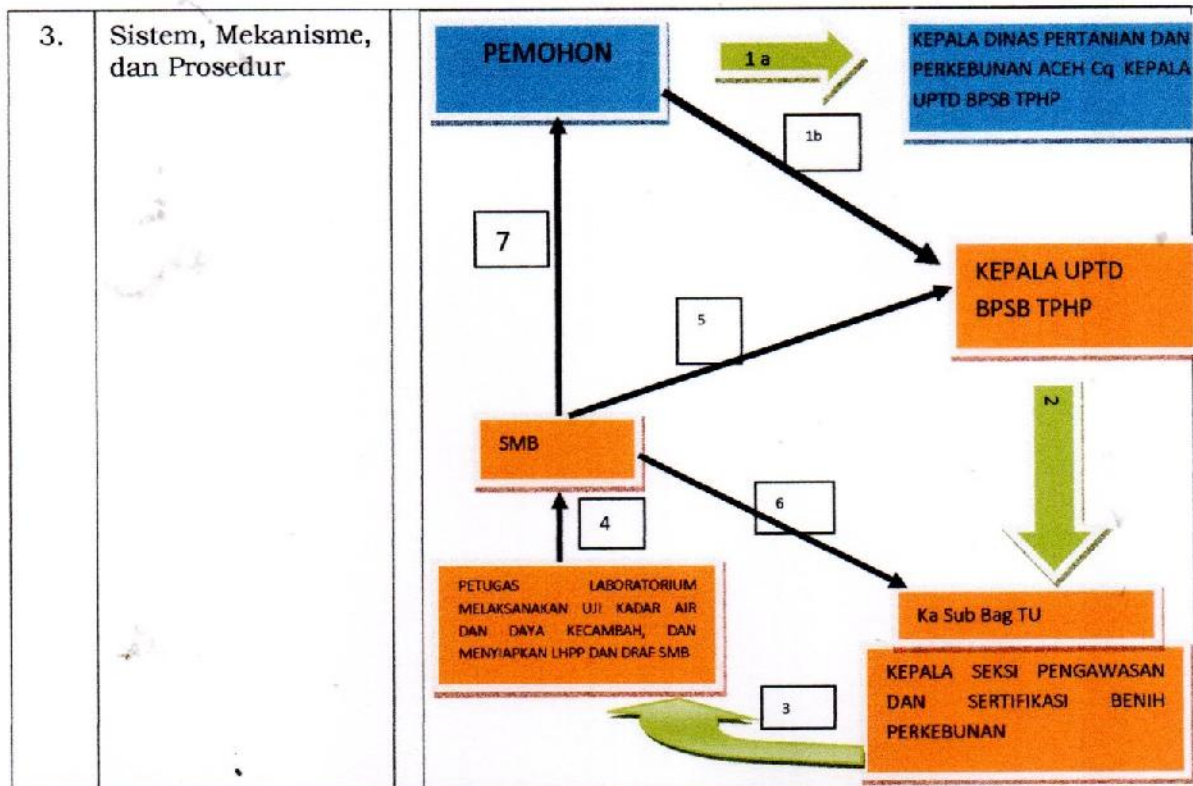 3.
Sistem, Mekanisme,
dan Prosedur
PEMOHON
1 a
KEPALA DINAS PERTANIAN DAN
PERKEBUNAN ACEH Cq KEPALA
UPTD BPSB TPHP
1b
7
KEPALA UPTD
BPSB TPHP
5
2
SMB
6
4
PETUGAS LABORATORIUM
MELAKSANAKAN UJI KADAR AIR
DAN DAYA KECAMBAH, DAN
MENYIAPKAN LHPP DAN DRAF SMB
Ka Sub Bag TU
KEPALA SEKSI PENGAWASAN
DAN SERTIFIKASI BENIH
PERKEBUNAN
3